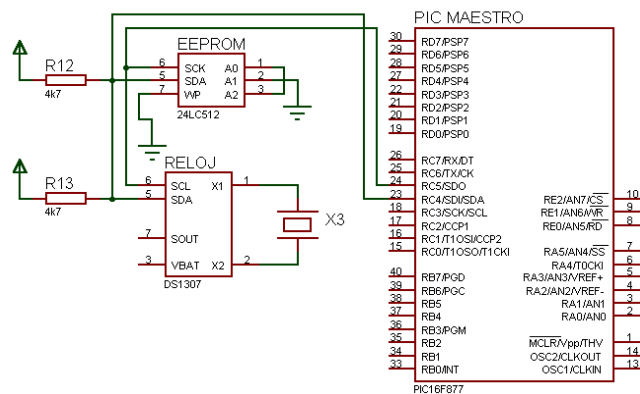 PIC MAESTRO
30 RD7/PSP7
29 RD6/PSP6
28 RD5/PSP5
27 RD4/PSP4
22 RD3/PSP3
21 RD2/PSP2
20 RD1/PSP1
19 RD0/PSP0
26 RC7/RX/DT
25 RC6/TX/CK
24 RC5/SDO
23 RC4/SDI/SDA
18 RC3/SCK/SCL
17 RC2/CCP1
16 RC1/T1OSI/CCP2
15 RC0/T1OSO/T1CKI
40 RB7/PGD
39 RB6/PGC
38 RB5
37 RB4
36 RB3/PGM
35 RB2
34 RB1
33 RB0/INT
RE2/AN7/CS 10
RE1/AN6/WR 9
RE0/AN5/RD 8
RA5/AN4/SS 7
RA4/T0CKI 6
RA3/AN3/VREF+ 5
RA2/AN2/VREF- 4
RA1/AN1 3
RA0/AN0 2
MCLR/Vpp/THV 1
OSC2/CLKOUT 14
OSC1/CLKIN 13
PIC16F877
R12
4k7
EEPROM
6 SCK A0 1
5 SDA A1 2
7 WP A2 3
24LC512
R13
4k7
RELOJ
6 SCL X1 1
5 SDA
7 SOUT
3 VBAT X2 2
DS1307
X3